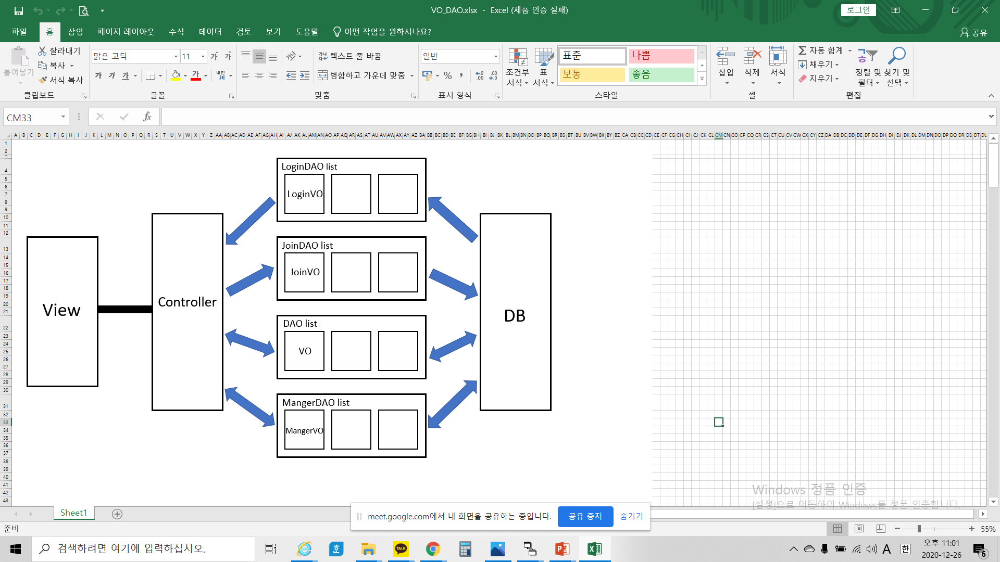 VO_DAO.xlsx - Excel (제품 인증 실패)
로그인
파일 홈 삽입 페이지 레이아웃 수식 데이터 검토 보기 도움말 어떤 작업을 원하시나요? 공유
붙여넣기
잘라내기
복사
서식 복사
클립보드
맑은 고딕 11
가 가 가 가 가 가 내천
글꼴
텍스트 줄 바꿈
병합하고 가운데 맞춤
맞춤
일반
표시 형식
조건부 서식
표 서식
표준 나쁨
보통 좋음
스타일
삽입 삭제 서식
셀
자동 합계
채우기
지우기
정렬 및 필터
찾기 및 선택
편집
CM33
LoginDAO list
LoginVO
JoinDAO list
JoinVO
DAO list
VO
MangerDAO list
MangerVO
View
Controller
DB
Windows 정품 인증
[설정]으로 이동하여 Windows를 정품 인증합니다.
Sheet1
meet.google.com에서 내 화면을 공유하는 중입니다. 공유 중지 숨기기
준비
55%
검색하려면 여기에 입력하십시오.
TALK
A 한
오후 11:01
2020-12-26
6